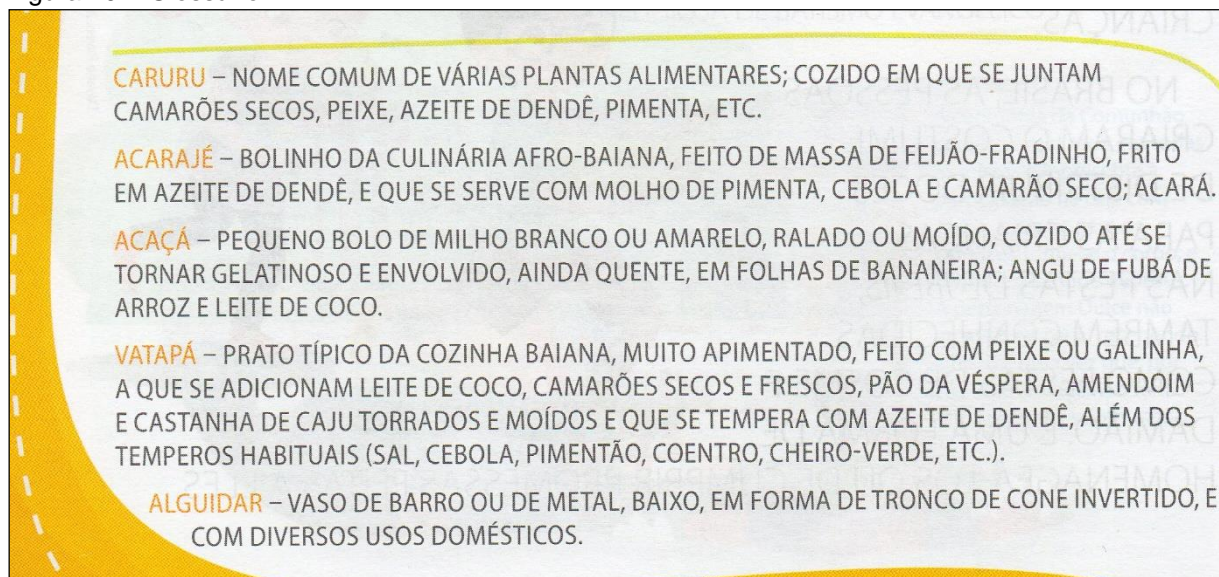 CARURU – NOME COMUM DE VÁRIAS PLANTAS ALIMENTARES; COZIDO EM QUE SE JUNTAM
CAMARÕES SECOS, PEIXE, AZEITE DE DENDÊ, PIMENTA, ETC.
ACARAJÉ – BOLINHO DA CULINÁRIA AFRO-BAIANA, FEITO DE MASSA DE FEIJÃO-FRADINHO, FRITO
EM AZEITE DE DENDÊ, E QUE SE SERVE COM MOLHO DE PIMENTA, CEBOLA E CAMARÃO SECO; ACARÁ.
ACAÇÁ – PEQUENO BOLO DE MILHO BRANCO OU AMARELO, RALADO OU MOÍDO, COZIDO ATÉ SE
TORNAR GELATINOSO E ENVOLVIDO, AINDA QUENTE, EM FOLHAS DE BANANEIRA; ANGU DE FUBÁ DE
ARROZ E LEITE DE COCO.
VATAPÁ – PRATO TÍPICO DA COZINHA BAIANA, MUITO APIMENTADO, FEITO COM PEIXE OU GALINHA,
A QUE SE ADICIONAM LEITE DE COCO, CAMARÕES SECOS E FRESCOS, PÃO DA VÉSPERA, AMENDOIM
E CASTANHA DE CAJU TORRADOS E MOÍDOS E QUE SE TEMPERA COM AZEITE DE DENDÊ, ALÉM DOS
TEMPEROS HABITUAIS (SAL, CEBOLA, PIMENTÃO, COENTRO, CHEIRO-VERDE, ETC.).
ALGUIDAR – VASO DE BARRO OU DE METAL, BAIXO, EM FORMA DE TRONCO DE CONE INVERTIDO, E
COM DIVERSOS USOS DOMÉSTICOS.